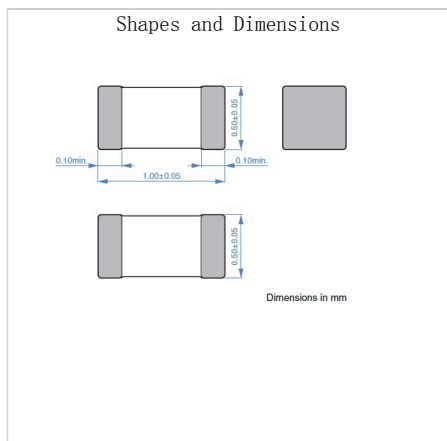 Shapes and Dimensions
0.50±0.05
0.10min.
0.10min.
1.00±0.05
0.50±0.05
Dimensions in mm